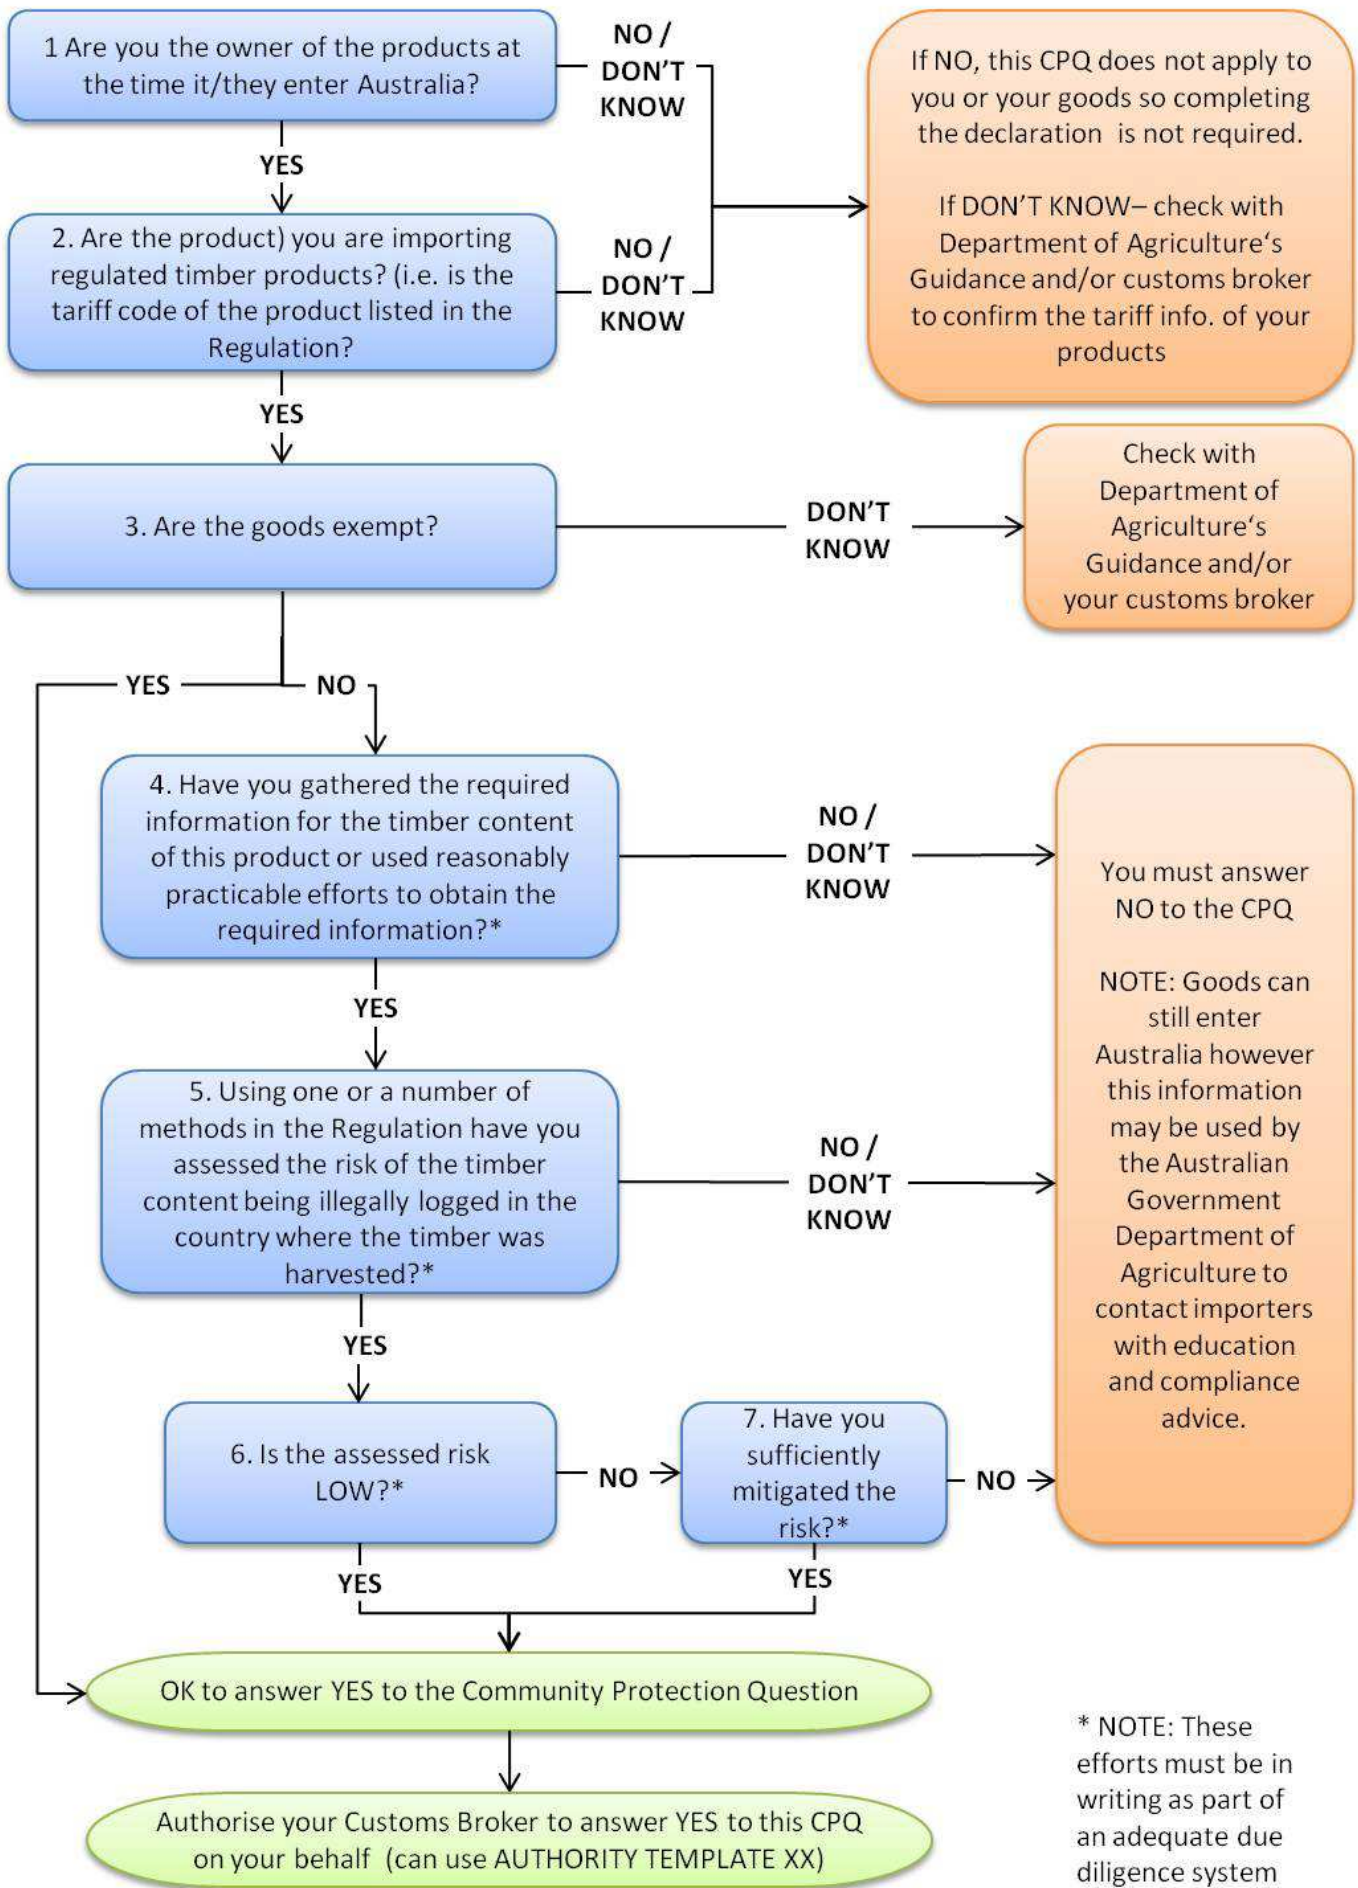 1 Are you the owner of the products at
the time it/they enter Australia?
NO /
DON'T
KNOW
If NO, this CPQ does not apply to
you or your goods so completing
the declaration is not required.
If DON'T KNOW– check with
Department of Agriculture‘s
Guidance and/or customs broker
to confirm the tariff info. of your
products
YES
2. Are the product) you are importing
regulated timber products? (i.e. is the
tariff code of the product listed in the
Regulation?
NO /
DON'T
KNOW
YES
3. Are the goods exempt?
DON'T
KNOW
Check with
Department of
Agriculture‘s
Guidance and/or
your customs broker
YES
NO
4. Have you gathered the required
information for the timber content
of this product or used reasonably
practicable efforts to obtain the
required information?*
NO /
DON'T
KNOW
You must answer
NO to the CPQ
NOTE: Goods can
still enter
Australia however
this information
may be used by
the Australian
Government
Department of
Agriculture to
contact importers
with education
and compliance
advice.
YES
5. Using one or a number of
methods in the Regulation have you
assessed the risk of the timber
content being illegally logged in the
country where the timber was
harvested?*
NO /
DON'T
KNOW
YES
6. Is the assessed risk
LOW?*
NO
7. Have you
sufficiently
mitigated the
risk?*
NO
YES
YES
OK to answer YES to the Community Protection Question
Authorise your Customs Broker to answer YES to this CPQ
on your behalf (can use AUTHORITY TEMPLATE XX)
* NOTE: These
efforts must be in
writing as part of
an adequate due
diligence system